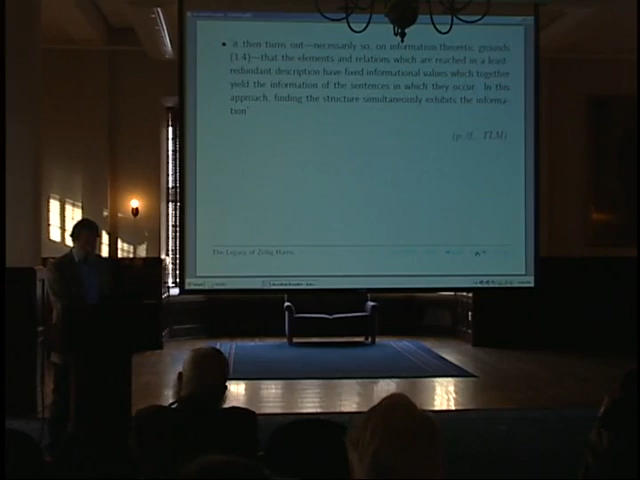 • it then turns out—necessarily so, on information-theoretic grounds
(1.4)—that the elements and relations which are reached in a least-
redundant description have fixed informational values which together
yield the information of the sentences in which they occur. In this
approach, finding the structure simultaneously exhibits the informa-
tion'
TLM)
The Legacy of Zellig Harris